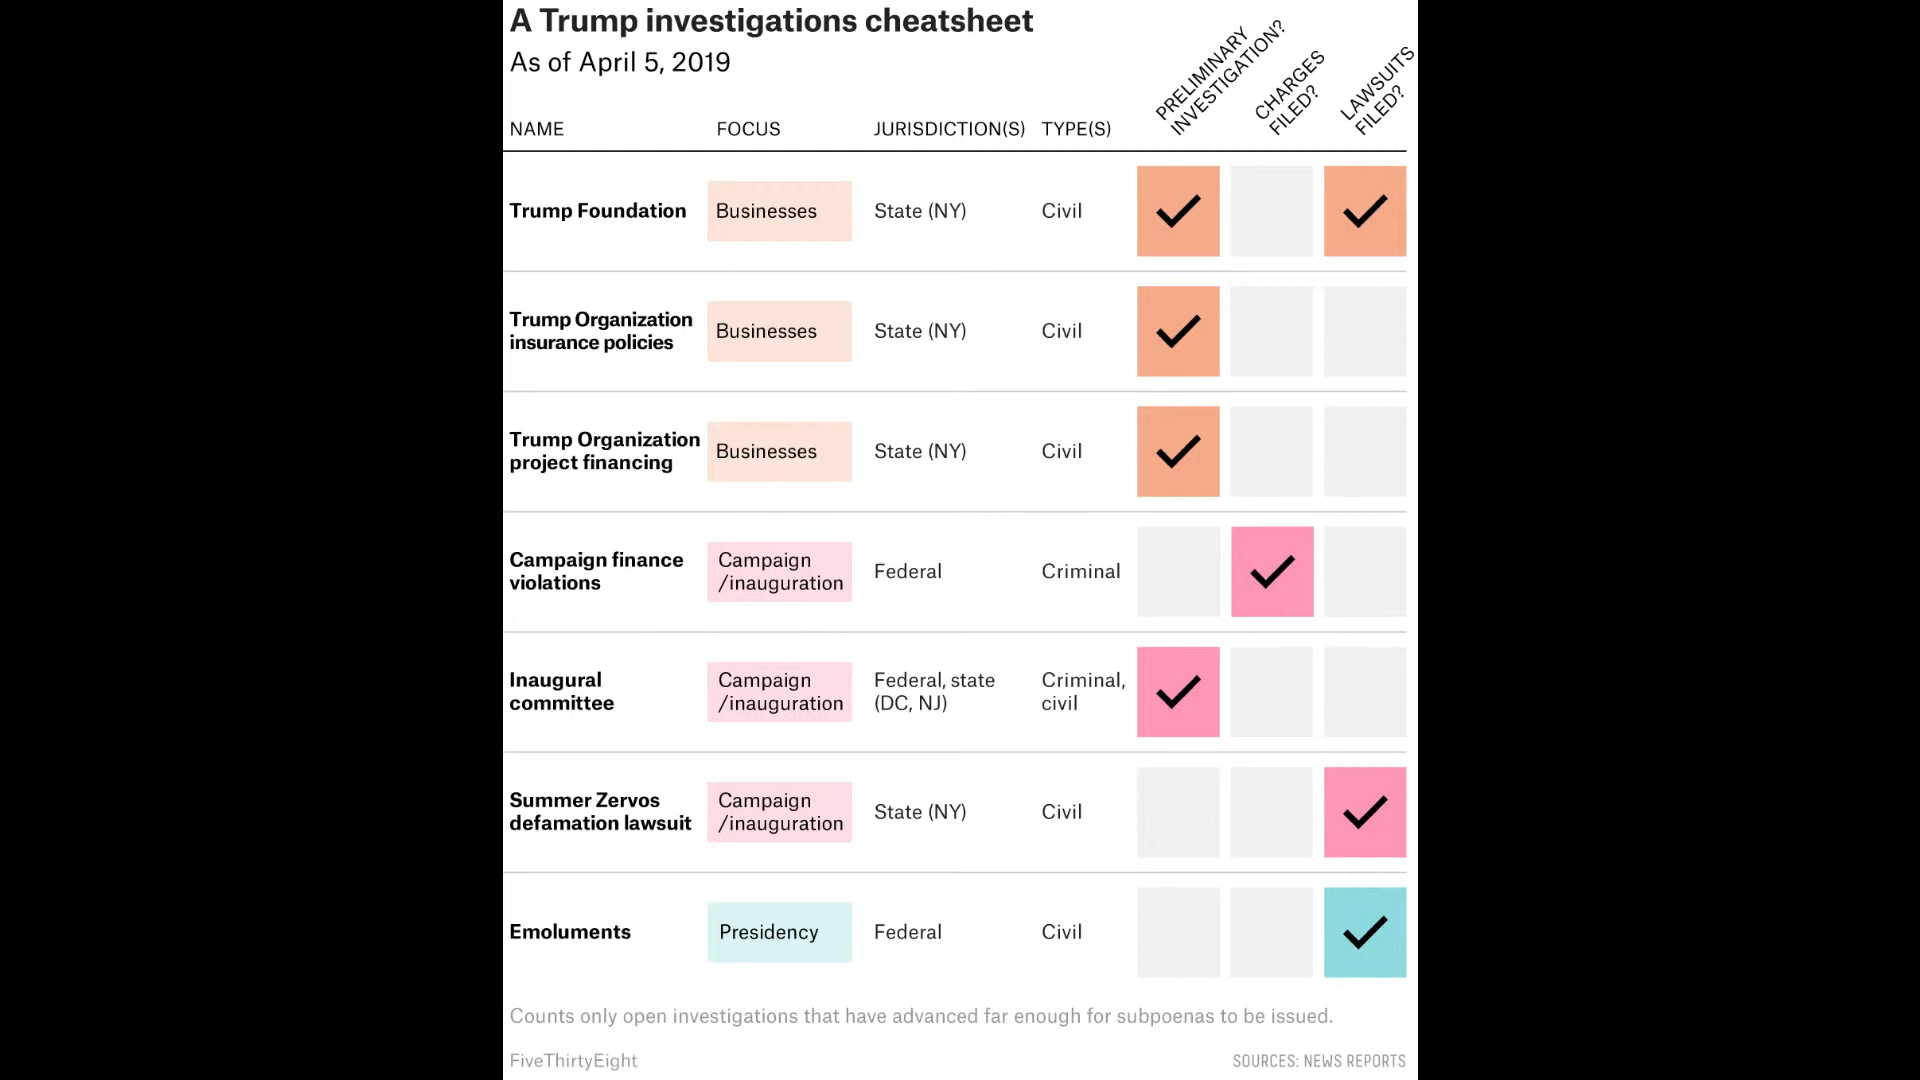 A Trump investigations cheatsheet
As of April 5, 2019
NAME
FOCUS
JURISDICTION(S)
TYPE(S)
PRELIMINARY
INVESTIGATION?
CHARGES
FILED?
LAWSUITS
FILED?
Trump Foundation
Businesses
State (NY)
Civil
Trump Organization
insurance policies
Businesses
State (NY)
Civil
Trump Organization
project financing
Businesses
State (NY)
Civil
Campaign finance
violations
Campaign
/inauguration
Federal
Criminal
Inaugural
committee
Campaign
/inauguration
Federal, state
(DC, NJ)
Criminal,
civil
Summer Zervos
defamation lawsuit
Campaign
/inauguration
State (NY)
Civil
Emoluments
Presidency
Federal
Civil
Counts only open investigations that have advanced far enough for subpoenas to be issued.
FiveThirtyEight
SOURCES: NEWS REPORTS